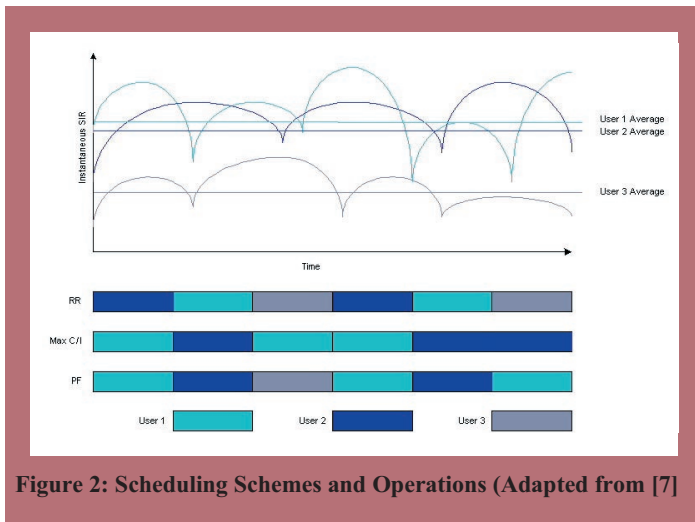 Instantaneous SIR
User 1 Average
User 2 Average
User 3 Average
Time
RR
Max C/I
PF
User 1
User 2
User 3
Figure 2: Scheduling Schemes and Operations (Adapted from [7]